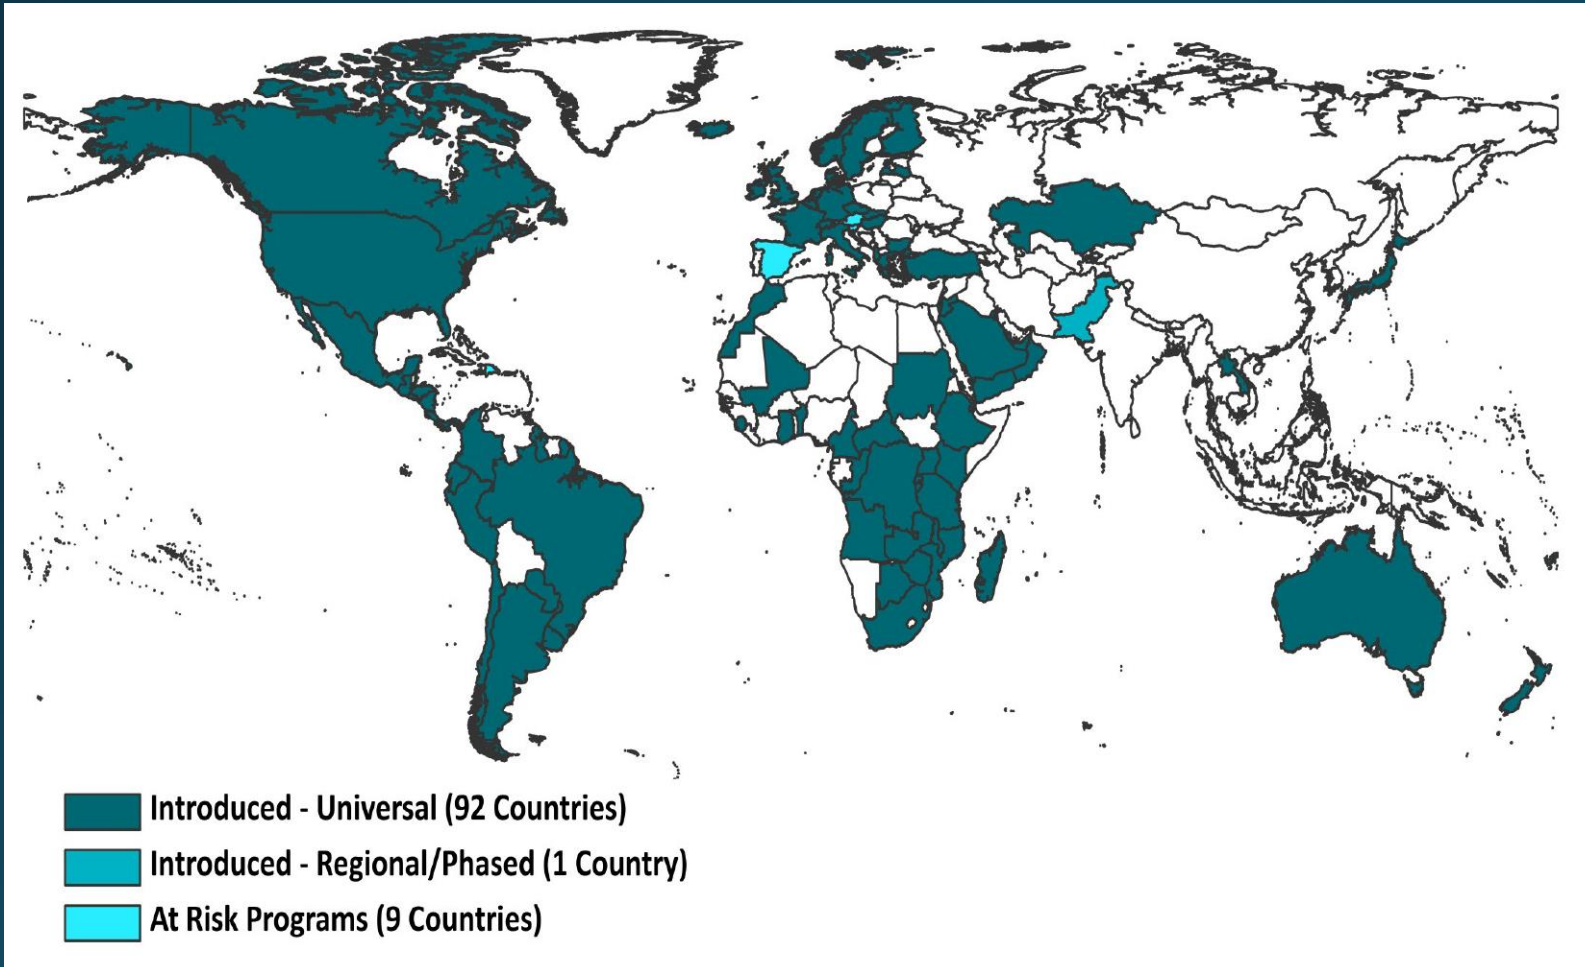 Introduced - Universal (92 Countries)
Introduced - Regional/Phased (1 Country)
At Risk Programs (9 Countries)